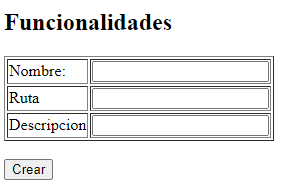 Funcionalidades
Nombre:
Ruta
Descripcion
Crear